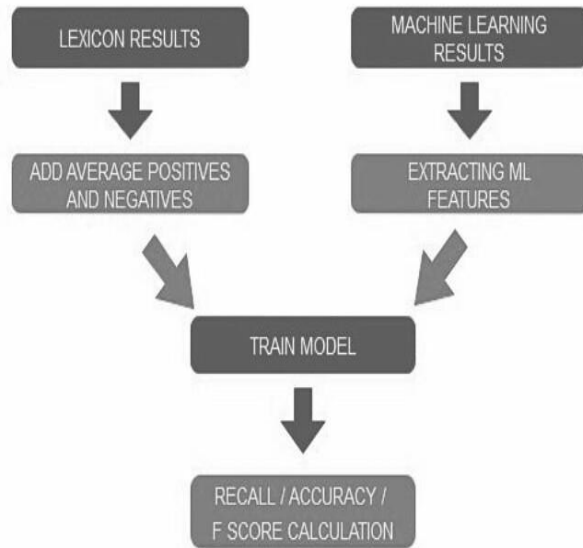 LEXICON RESULTS
MACHINE LEARNING
RESULTS
ADD AVERAGE POSITIVES
AND NEGATIVES
EXTRACTING ML
FEATURES
TRAIN MODEL
RECALL / ACCURACY /
F SCORE CALCULATION